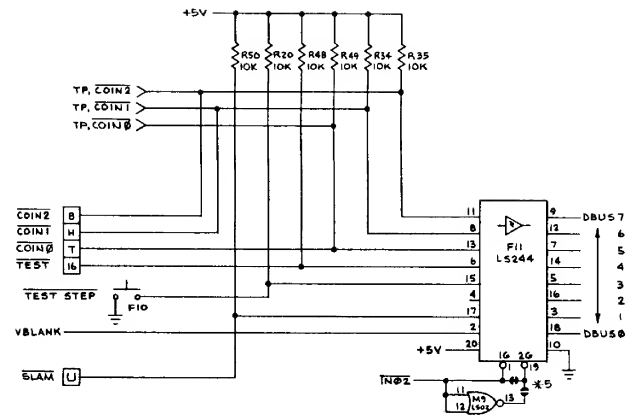 +5V
R50 R20 R48 R49 R34 R35
10K 10K 10K 10K 10K 10K
TP, COIN2
TP, COIN1
TP, COINØ
COIN2 B
COIN1 H
COINØ T
TEST 16
TEST STEP
F10
VBLANK
SLAM U
11 9 DBUS7
8 12 6
13 7 5
6 14 4
15 5 3
4 16 2
17 3 1
2 18 DBUSØ
+5V 20 10
F11
LS244
1G 2G
1 19
INØ2
*5
11
12
M9
LS02
13